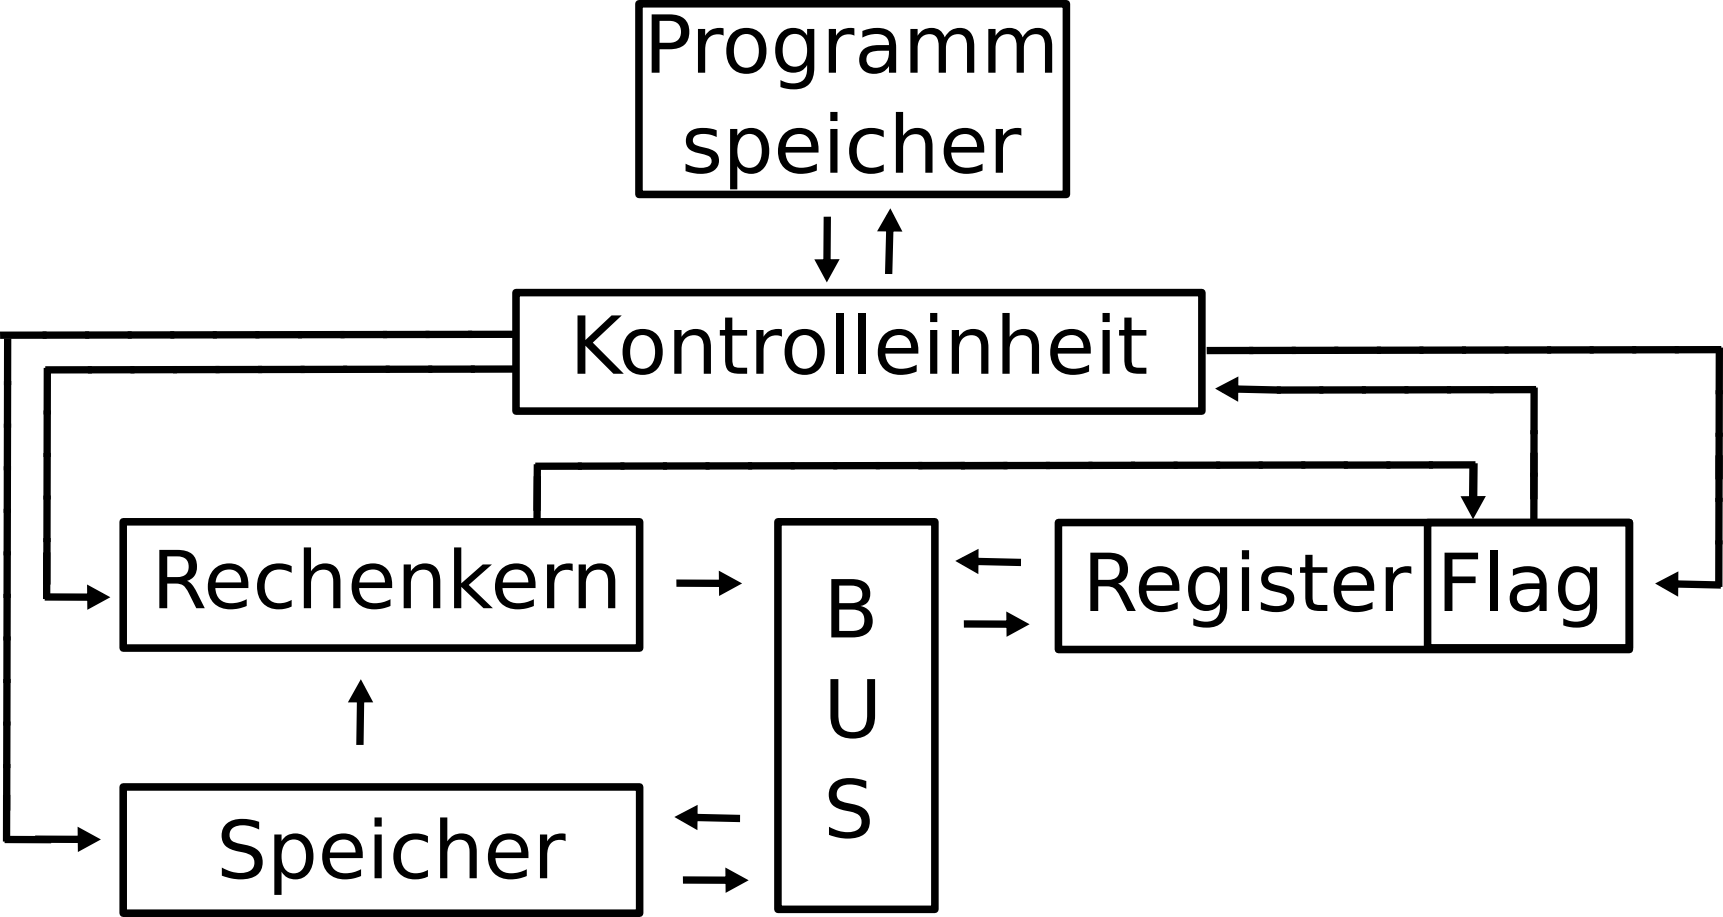 Programm
speicher
Kontrolleinheit
Rechenkern
B
U
S
Register
Flag
Speicher